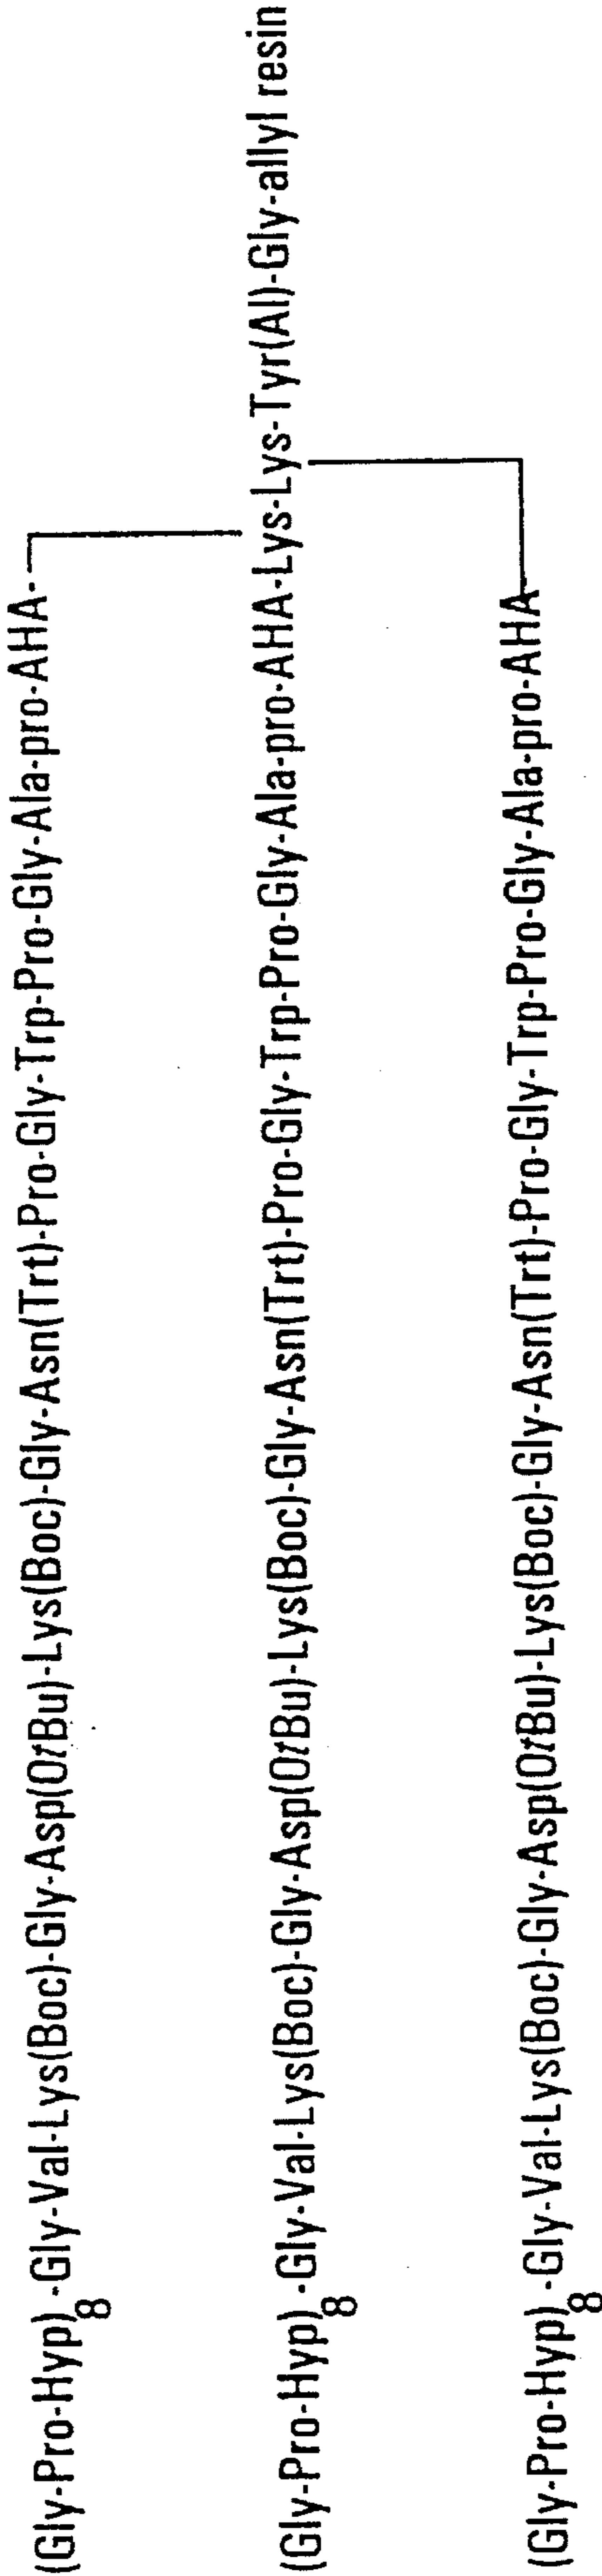 (Gly-Pro-Hyp)8-Gly-Val-Lys(Boc)-Gly-Asp(OtBu)-Lys(Boc)-Gly-Asn(Trt)-Pro-Gly-Trp-Pro-Gly-Ala-pro-AHA-
(Gly-Pro-Hyp)8-Gly-Val-Lys(Boc)-Gly-Asp(OtBu)-Lys(Boc)-Gly-Asn(Trt)-Pro-Gly-Trp-Pro-Gly-Ala-pro-AHA-Lys-Lys-Tyr(Al)-Gly-allyl resin
(Gly-Pro-Hyp)8-Gly-Val-Lys(Boc)-Gly-Asp(OtBu)-Lys(Boc)-Gly-Asn(Trt)-Pro-Gly-Trp-Pro-Gly-Ala-pro-AHA